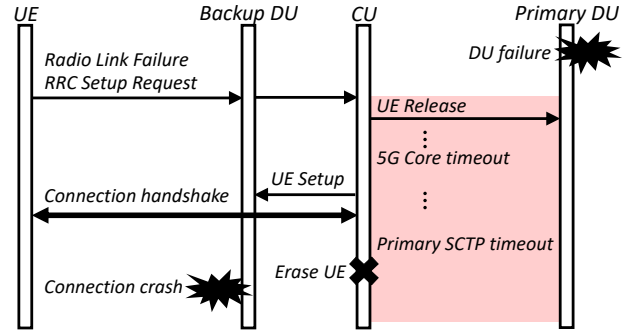 UE
Backup DU
CU
Primary DU
DU failure
Radio Link Failure
RRC Setup Request
UE Release
5G Core timeout
UE Setup
Connection handshake
Primary SCTP timeout
Erase UE
Connection crash